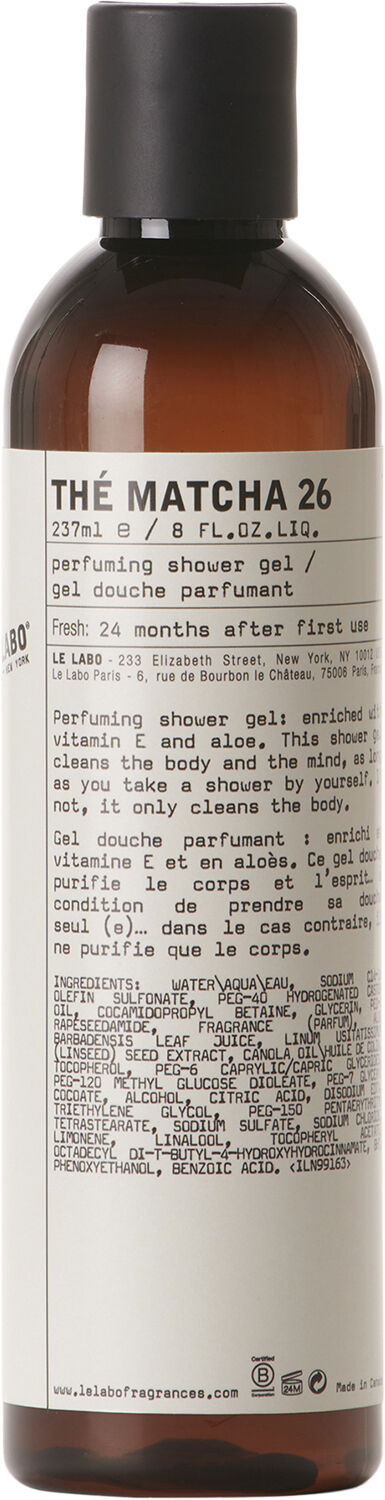 THÉ MATCHA 26
237ml e / 8 FL.OZ.LIQ.
perfuming shower gel /
gel douche parfumant
LABO®
NEW YORK
Fresh: 24 months after first use
LE LABO - 233 Elizabeth Street, New York, NY 10012
Le Labo Paris - 6, rue de Bourbon le Château, 75006 Paris,
Perfuming shower gel: enriched
vitamin E and aloe. This shower
cleans the body and the mind, as
as you take a shower by yourself.
not, it only cleans the body.
Gel douche parfumant : enrichi
vitamine E et en aloès. Ce gel
purifie le corps et l'esprit…
condition de prendre sa
seul (e)… dans le cas contraire,
ne purifie que le corps.
INGREDIENTS: WATER\AQUA\EAU, SODIUM
OLEFIN SULFONATE, PEG-40 HYDROGENATED
OIL, COCAMIDOPROPYL BETAINE, GLYCERIN,
RAPESEEDAMIDE, FRAGRANCE (PARFUM),
BARBADENSIS LEAF JUICE, LINUM
(LINSEED) SEED EXTRACT, CANOLA OIL\HUILE DE
TOCOPHEROL, PEG-6 CAPRYLIC/CAPRIC
PEG-120 METHYL GLUCOSE DIOLEATE, PEG-7
COCOATE, ALCOHOL, CITRIC ACID, DISODIUM
TRIETHYLENE GLYCOL, PEG-150
TETRASTEARATE, SODIUM SULFATE, SODIUM
LIMONENE, LINALOOL, TOCOPHERYL
OCTADECYL DI-T-BUTYL-4-HYDROXYHYDROCINNAMATE,
PHENOXYETHANOL, BENZOIC ACID. <ILN99163>
Certified
B
Corporation
24M
www.lelabofragrances.com
Made in